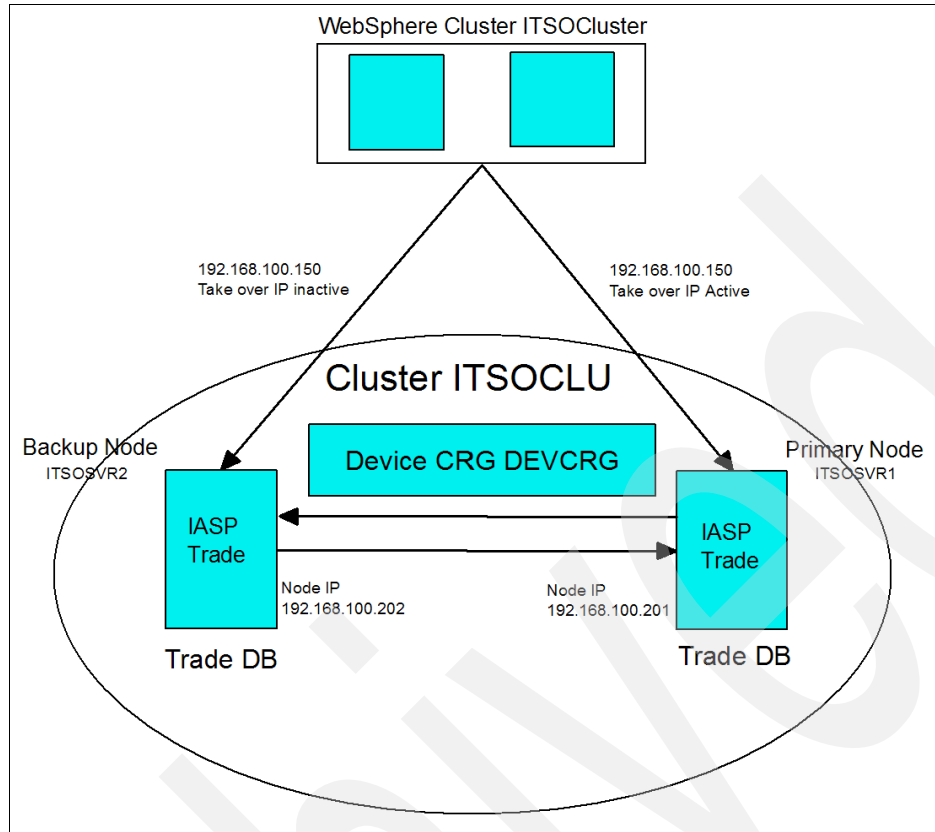 WebSphere Cluster ITSOCluster
192.168.100.150
Take over IP inactive
192.168.100.150
Take over IP Active
Cluster ITSOCLU
Backup Node
ITSOSVR2
Device CRG DEVCRG
Primary Node
ITSOSVR1
IASP
Trade
IASP
Trade
Node IP
192.168.100.202
Node IP
192.168.100.201
Trade DB
Trade DB